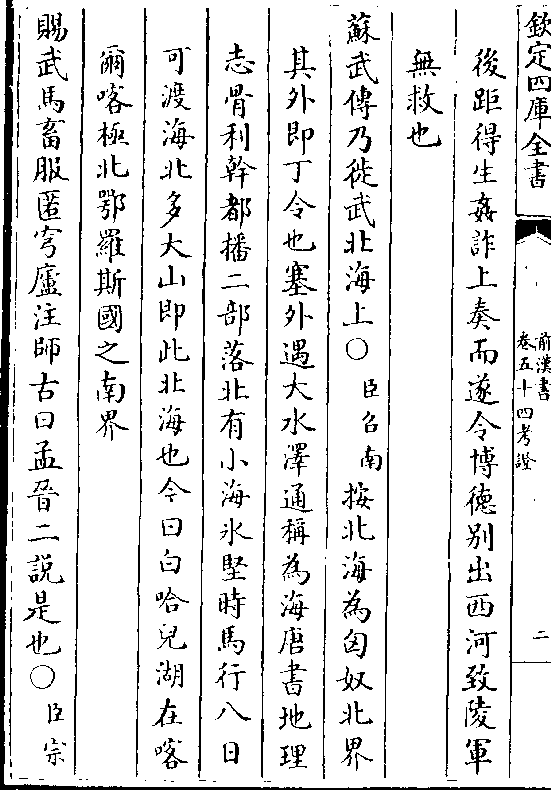 欽定四庫全書
前漢書
卷五十四考證
二
後距得生姦詐上奏而遂令博德别出西河致陵軍
無救也
蘇武傳乃徙武北海上〇臣召南按北海為匈奴北界
其外即丁令也塞外遇大水澤通稱為海唐書地理
志骨利幹都播二部落北有小海氷堅時馬行八日
可渡海北多大山即此北海也今曰白哈兒湖在喀
爾喀極北鄂羅斯國之南界
賜武馬畜服匿穹廬注師古曰孟晉二説是也〇臣宗